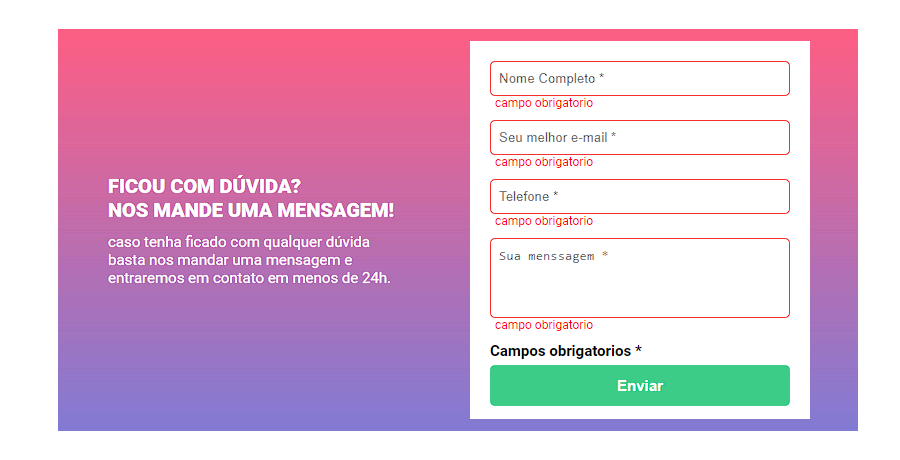 FICOU COM DÚVIDA?
NOS MANDE UMA MENSAGEM!
caso tenha ficado com qualquer dúvida
basta nos mandar uma mensagem e
entraremos em contato em menos de 24h.
Nome Completo *
campo obrigatorio
Seu melhor e-mail *
campo obrigatorio
Telefone *
campo obrigatorio
Sua menssagem *
campo obrigatorio
Campos obrigatorios *
Enviar